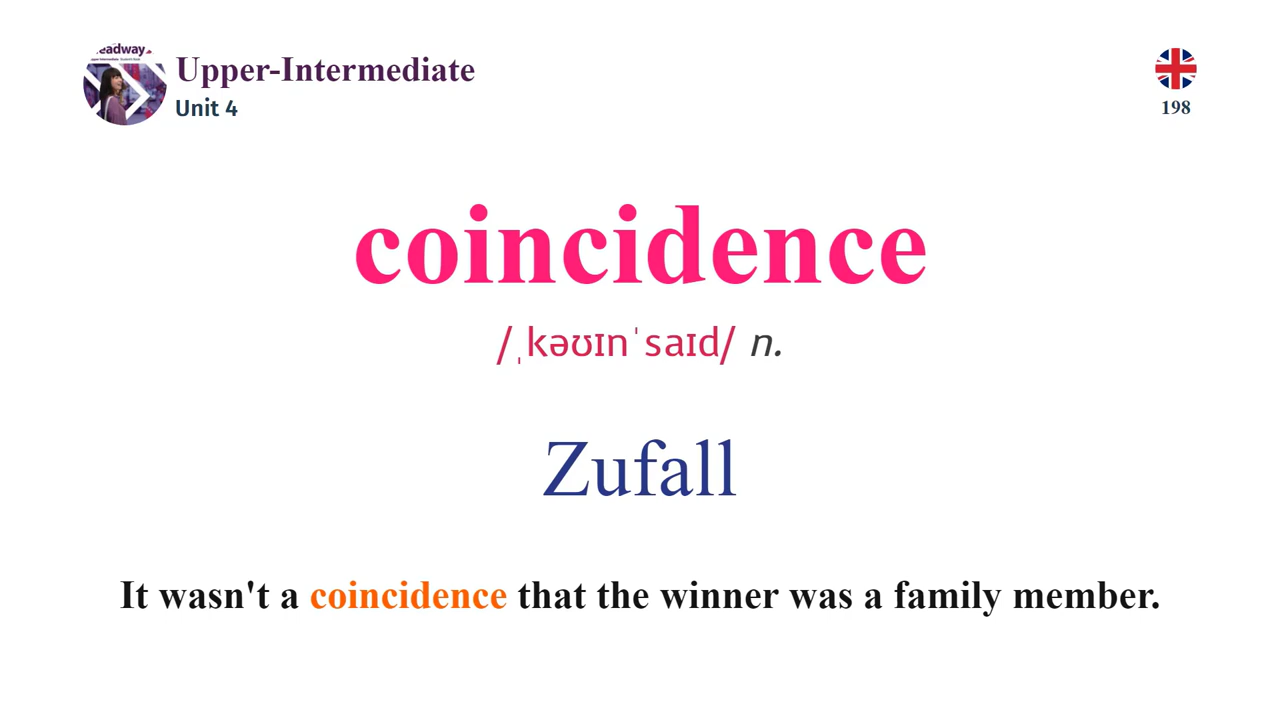 eadway
Upper-Intermediate
Unit 4
198
coincidence
/ˌkəʊɪnˈsaɪd/ n.
Zufall
It wasn't a coincidence that the winner was a family member.